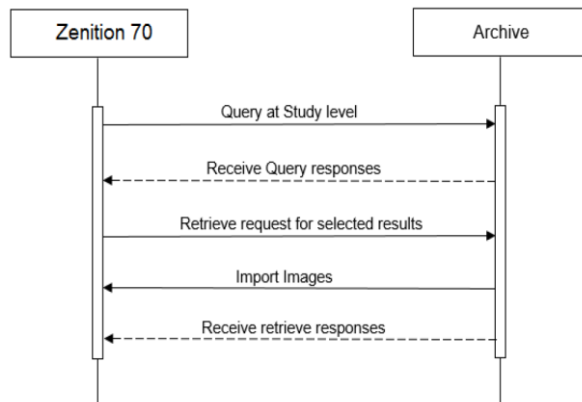 Zenition 70
Archive
Query at Study level
Receive Query responses
Retrieve request for selected results
Import Images
Receive retrieve responses